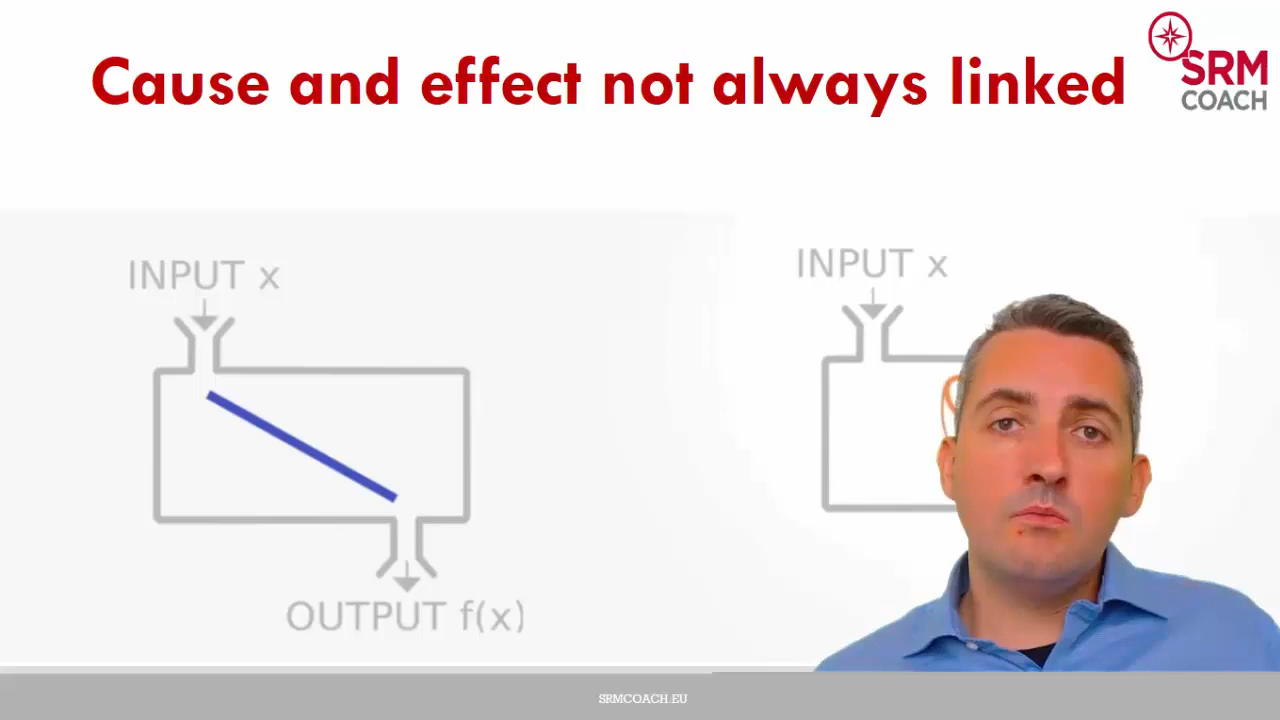 Cause and effect not always linked
SRM
COACH
INPUT x
INPUT x
OUTPUT f(x)
SRMCOACH.EU